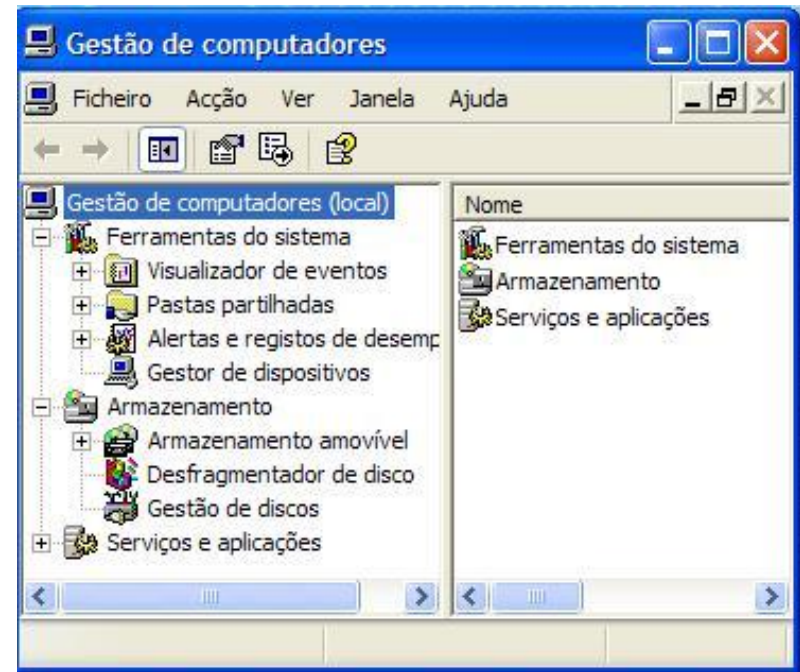 Gestão de computadores
Ficheiro Acção Ver Janela Ajuda
Gestão de computadores (local)
Ferramentas do sistema
Visualizador de eventos
Pastas partilhadas
Alertas e registos de desemp
Gestor de dispositivos
Armazenamento
Armazenamento amovível
Desfragmentador de disco
Gestão de discos
Serviços e aplicações
Nome
Ferramentas do sistema
Armazenamento
Serviços e aplicações